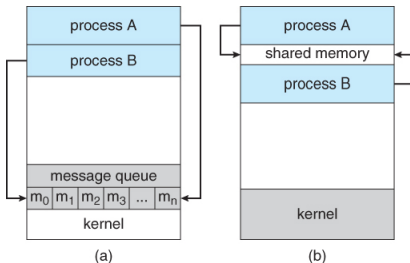 process A
process B
message queue
m0 m1 m2 m3 ... mn
kernel
(a)
process A
shared memory
process B
kernel
(b)